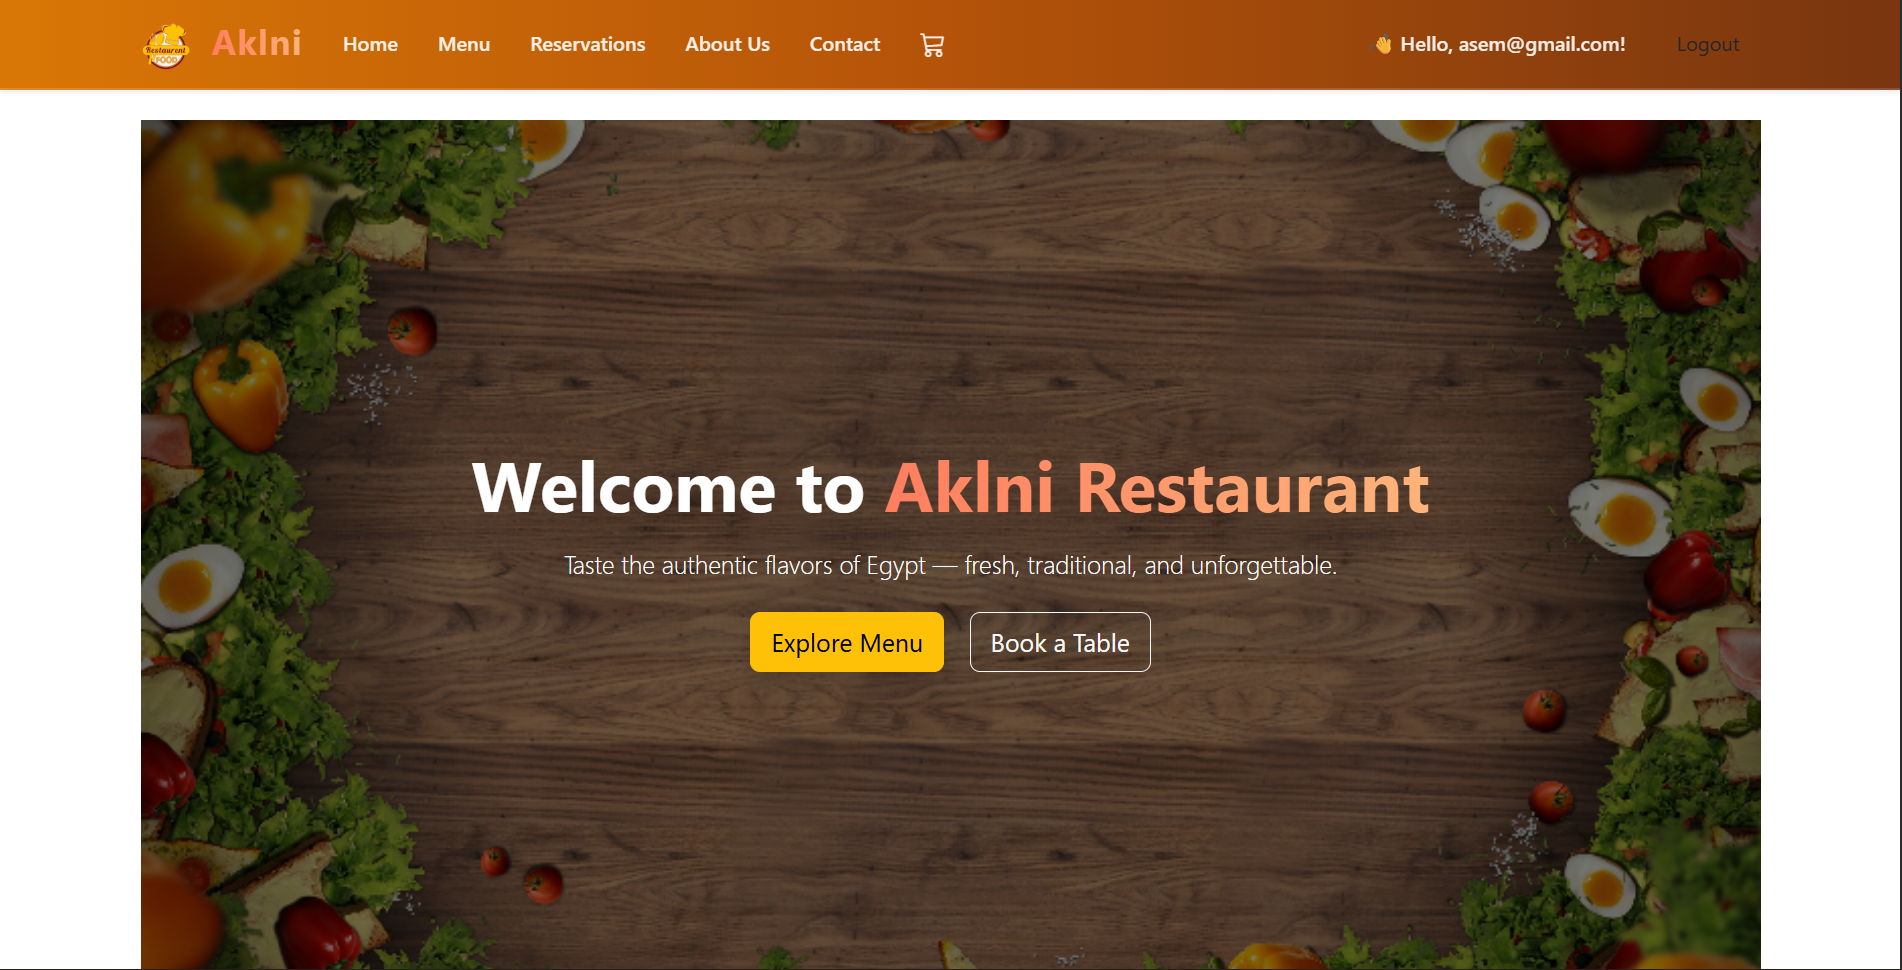 Restaurent
FOOD
Aklni
Home
Menu
Reservations
About Us
Contact
👋 Hello, asem@gmail.com!
Logout
Welcome to Aklni Restaurant
Taste the authentic flavors of Egypt — fresh, traditional, and unforgettable.
Explore Menu
Book a Table